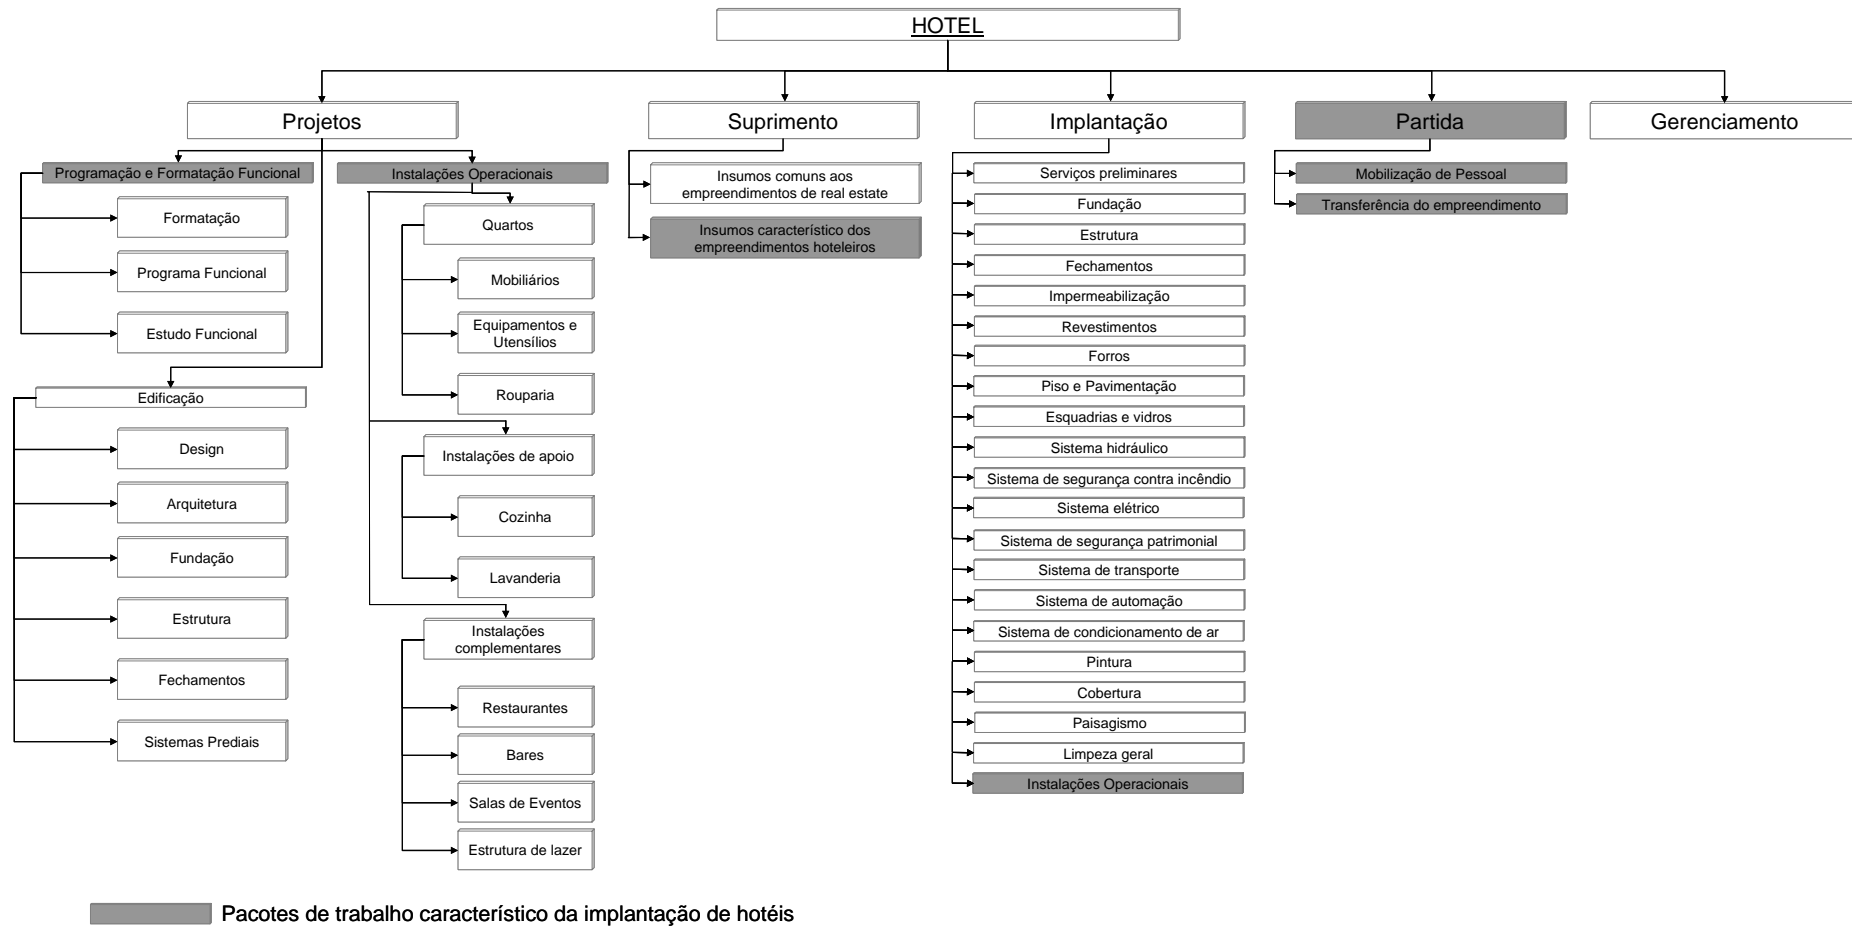 HOTEL
Projetos
Suprimento
Implantação
Partida
Gerenciamento
Programação e Formatação Funcional
Formatação
Programa Funcional
Estudo Funcional
Edificação
Design
Arquitetura
Fundação
Estrutura
Fechamentos
Sistemas Prediais
Instalações Operacionais
Quartos
Mobiliários
Equipamentos e
Utensílios
Rouparia
Instalações de apoio
Cozinha
Lavanderia
Instalações
complementares
Restaurantes
Bares
Salas de Eventos
Estrutura de lazer
Insumos comuns aos
empreendimentos de real estate
Insumos característico dos
empreendimentos hoteleiros
Serviços preliminares
Fundação
Estrutura
Fechamentos
Impermeabilização
Revestimentos
Forros
Piso e Pavimentação
Esquadrias e vidros
Sistema hidráulico
Sistema de segurança contra incêndio
Sistema elétrico
Sistema de segurança patrimonial
Sistema de transporte
Sistema de automação
Sistema de condicionamento de ar
Pintura
Cobertura
Paisagismo
Limpeza geral
Instalações Operacionais
Mobilização de Pessoal
Transferência do empreendimento
Pacotes de trabalho característico da implantação de hotéis